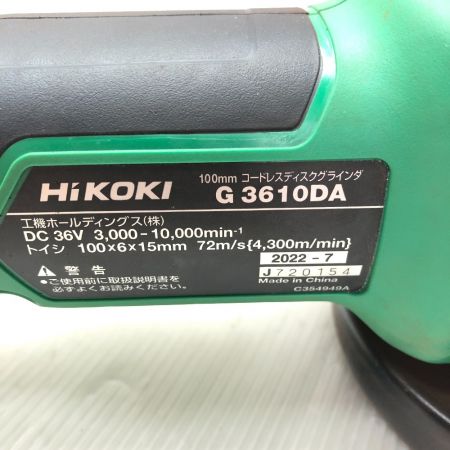 100mm コードレスディスクグラインダ
HiKOKI G 3610DA
工機ホールディングス(株)
DC 36V 3,000-10,000min⁻¹
トイシ 100×6×15mm 72m/s{4,300m/min}
⚠ 警告 2022-7
●ご使用前に取扱説明書を J720154
必ずよくお読みください。 Made in China
C354949A